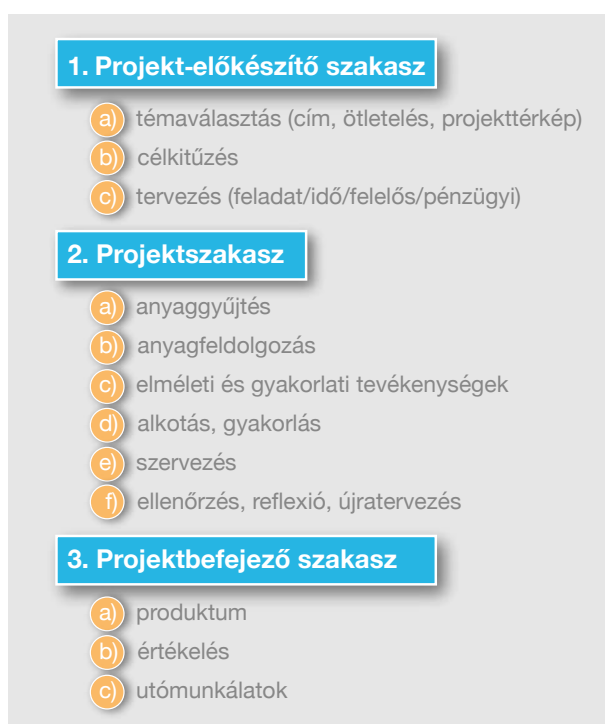 1. Projekt-előkészítő szakasz
a) témaválasztás (cím, ötletelés, projekttérkép)
b) célkitűzés
c) tervezés (feladat/idő/felelős/pénzügyi)
2. Projektszakasz
a) anyaggyűjtés
b) anyagfeldolgozás
c) elméleti és gyakorlati tevékenységek
d) alkotás, gyakorlás
e) szervezés
f) ellenőrzés, reflexió, újratervezés
3. Projektbefejező szakasz
a) produktum
b) értékelés
c) utómunkálatok